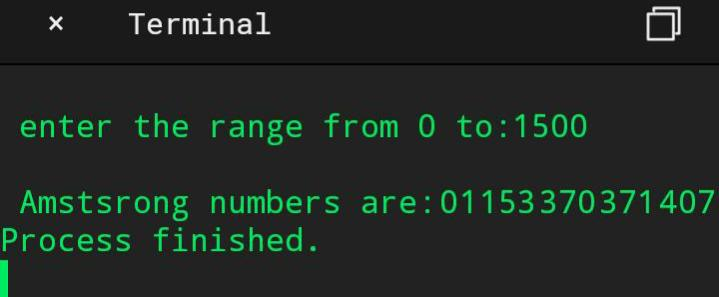 × Terminal
enter the range from 0 to:1500
Amstsrong numbers are:01153370371407
Process finished.